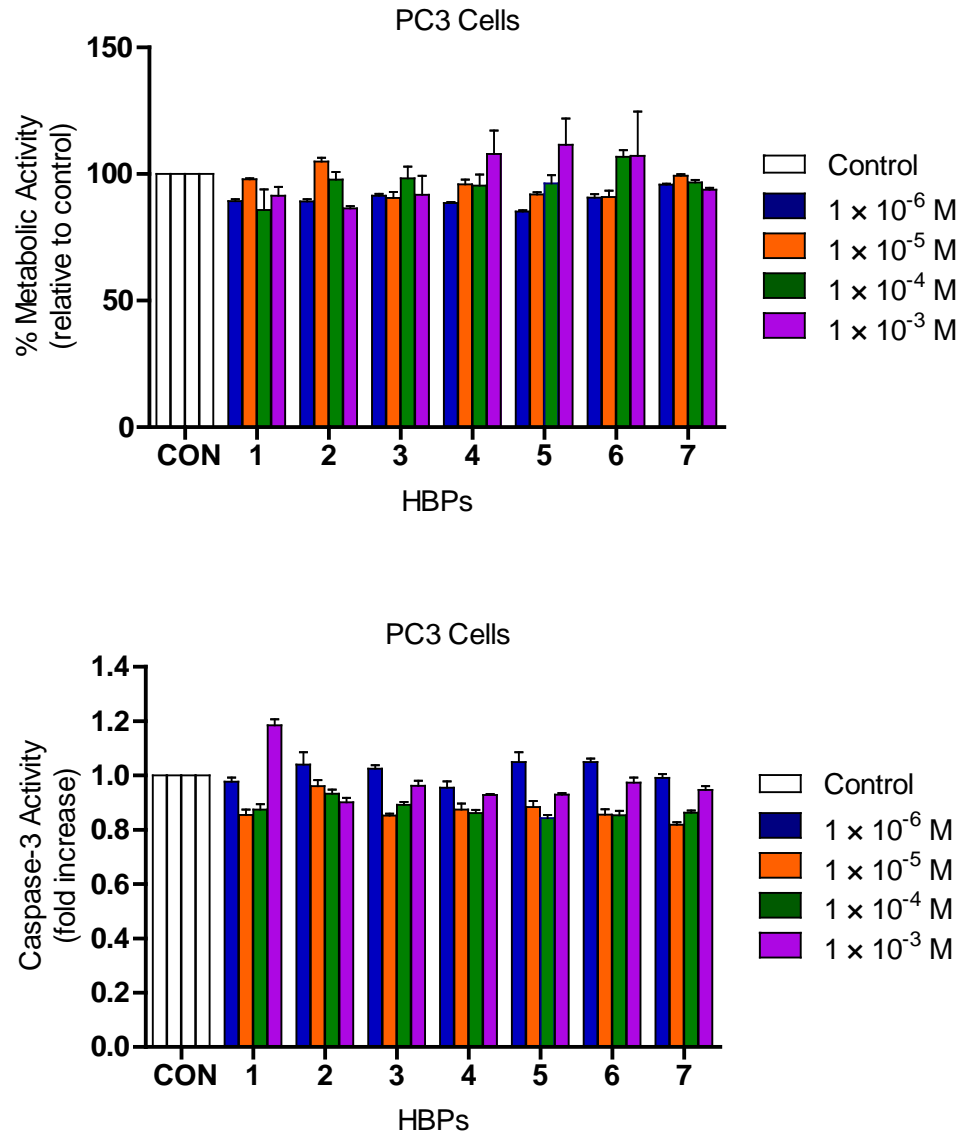 PC3 Cells
% Metabolic Activity
(relative to control)
150
100
50
0
CON 1 2 3 4 5 6 7
HBPs
Control
1 × 10⁻⁶ M
1 × 10⁻⁵ M
1 × 10⁻⁴ M
1 × 10⁻³ M
PC3 Cells
Caspase-3 Activity
(fold increase)
1.4
1.2
1.0
0.8
0.6
0.4
0.2
0.0
CON 1 2 3 4 5 6 7
HBPs
Control
1 × 10⁻⁶ M
1 × 10⁻⁵ M
1 × 10⁻⁴ M
1 × 10⁻³ M